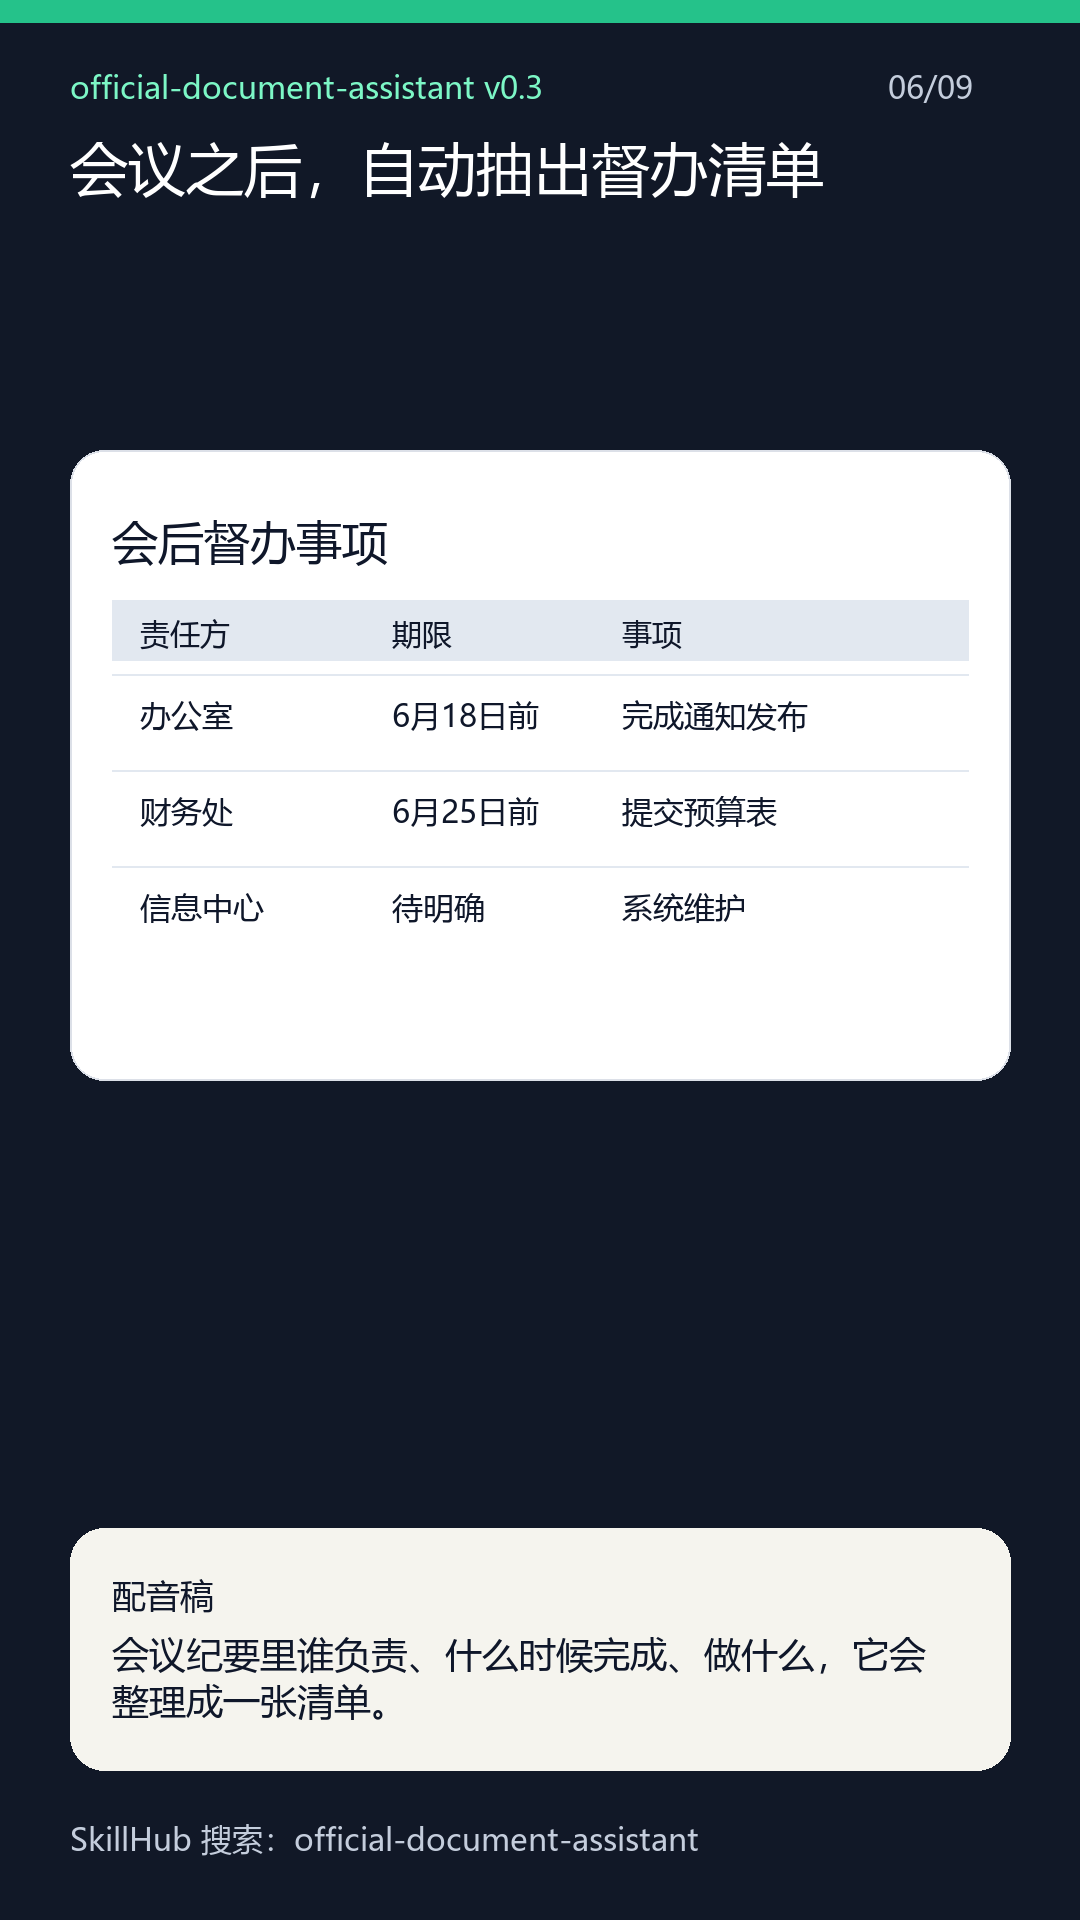 official-document-assistant v0.3
06/09
会议之后，自动抽出督办清单
会后督办事项
责任方 期限 事项
办公室 6月18日前 完成通知发布
财务处 6月25日前 提交预算表
信息中心 待明确 系统维护
配音稿
会议纪要里谁负责、什么时候完成、做什么，它会
整理成一张清单。
SkillHub 搜索：official-document-assistant